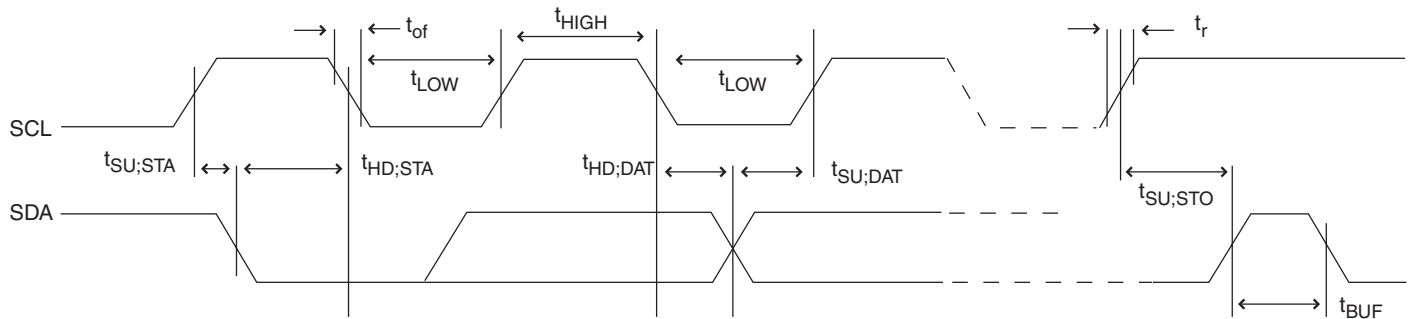 t_of
t_HIGH
t_r
t_LOW
t_LOW
SCL
t_SU;STA
t_HD;STA
t_HD;DAT
t_SU;DAT
t_SU;STO
SDA
t_BUF